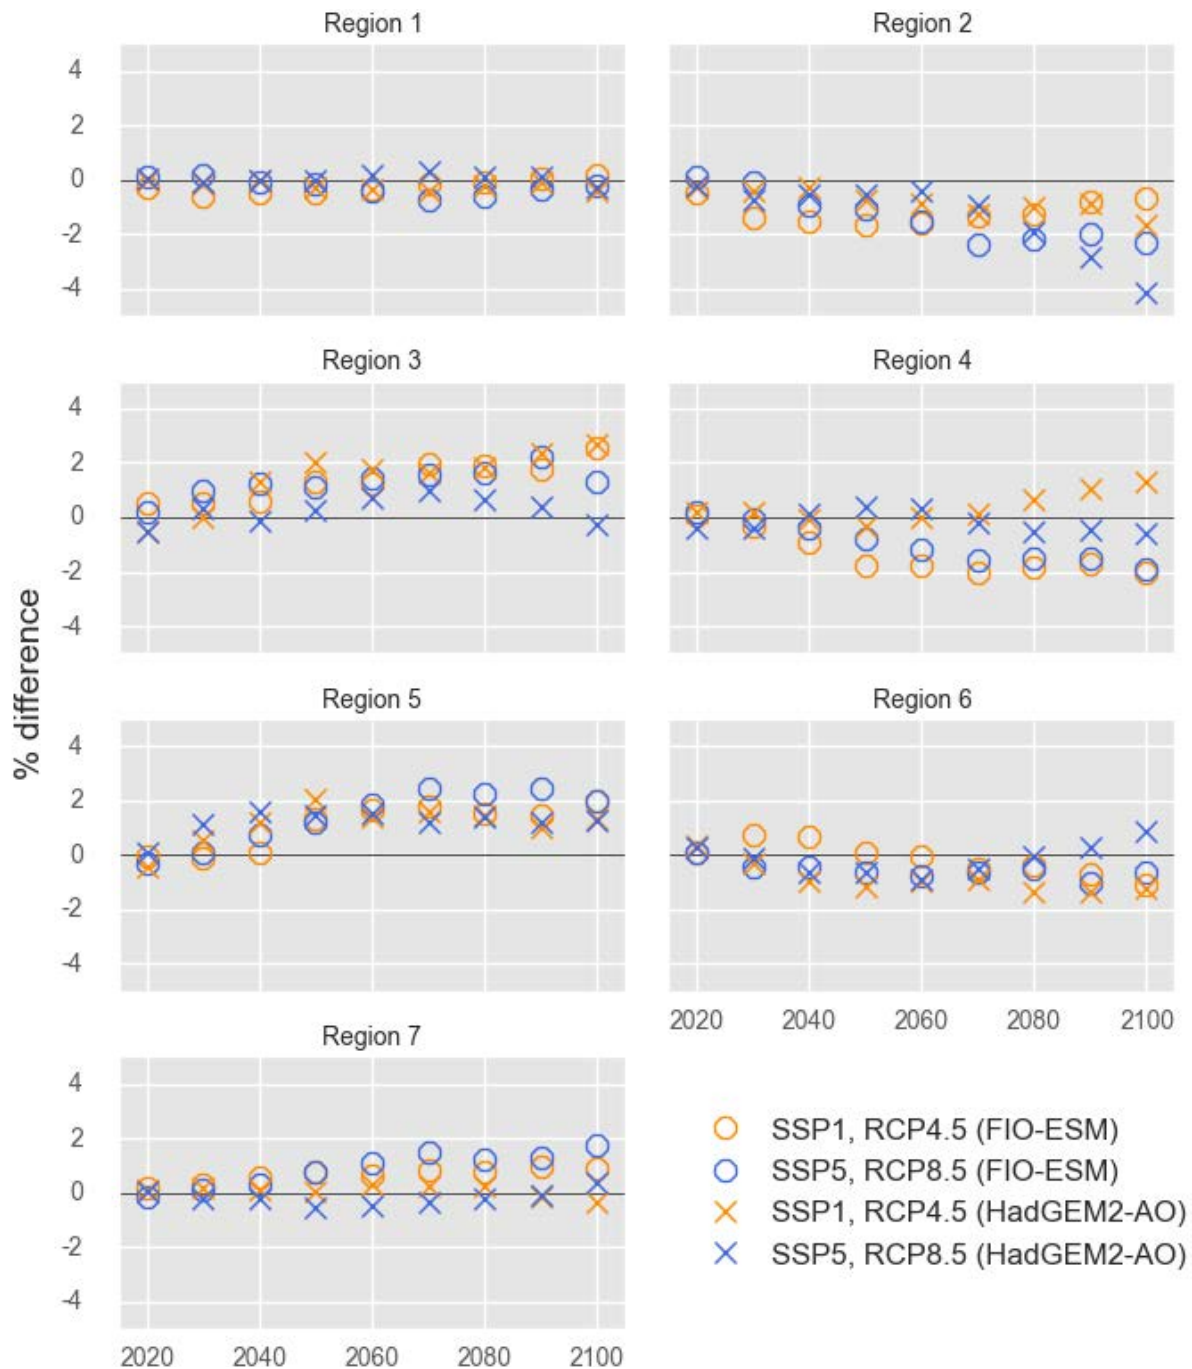 Region 1
Region 2
4
2
0
-2
-4
Region 3
Region 4
4
2
0
-2
-4
% difference
Region 5
Region 6
4
2
0
-2
-4
2020 2040 2060 2080 2100
Region 7
4
2
0
-2
-4
2020 2040 2060 2080 2100
SSP1, RCP4.5 (FIO-ESM)
SSP5, RCP8.5 (FIO-ESM)
SSP1, RCP4.5 (HadGEM2-AO)
SSP5, RCP8.5 (HadGEM2-AO)